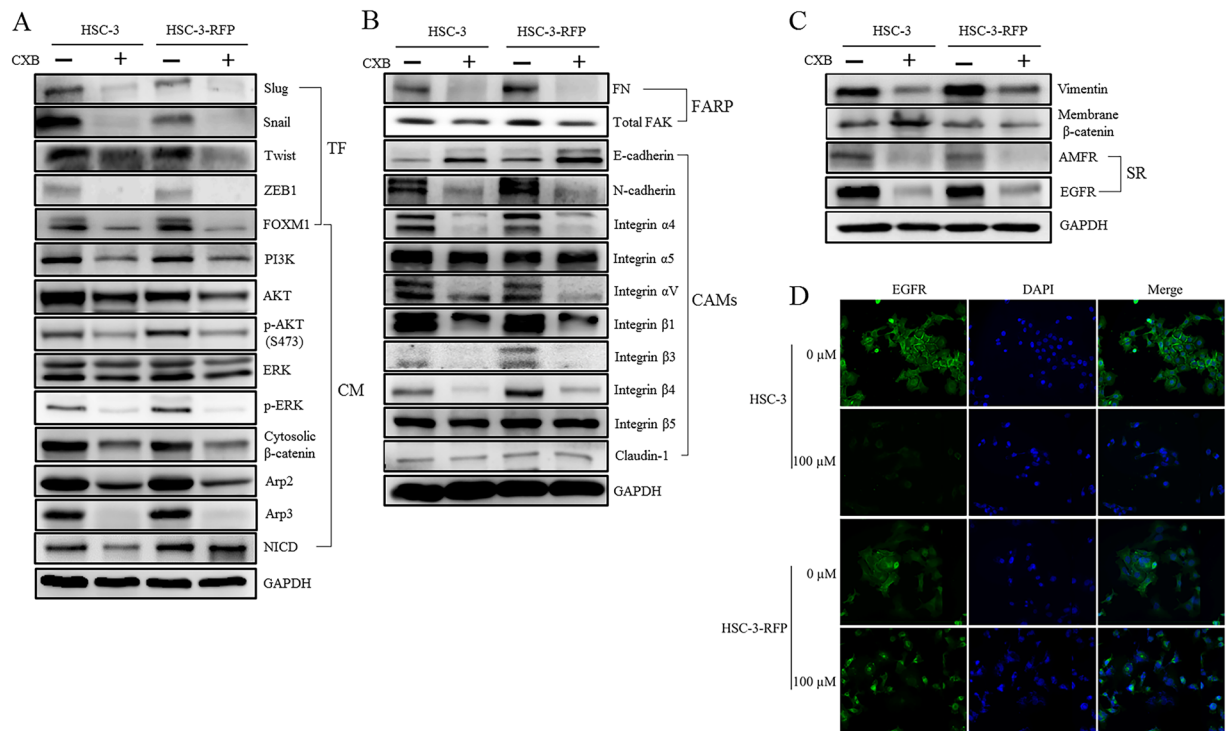 A
HSC-3 HSC-3-RFP
CXB − + − +
Slug
Snail
Twist
TF
ZEB1
FOXM1
PI3K
AKT
p-AKT
(S473)
ERK
CM
p-ERK
Cytosolic
β-catenin
Arp2
Arp3
NICD
GAPDH
B
HSC-3 HSC-3-RFP
CXB − + − +
FN
FARP
Total FAK
E-cadherin
N-cadherin
Integrin α4
Integrin α5
Integrin αV
CAMs
Integrin β1
Integrin β3
Integrin β4
Integrin β5
Claudin-1
GAPDH
C
HSC-3 HSC-3-RFP
CXB − + − +
Vimentin
Membrane
β-catenin
AMFR
SR
EGFR
GAPDH
D
EGFR DAPI Merge
0 μM
HSC-3
100 μM
0 μM
HSC-3-RFP
100 μM